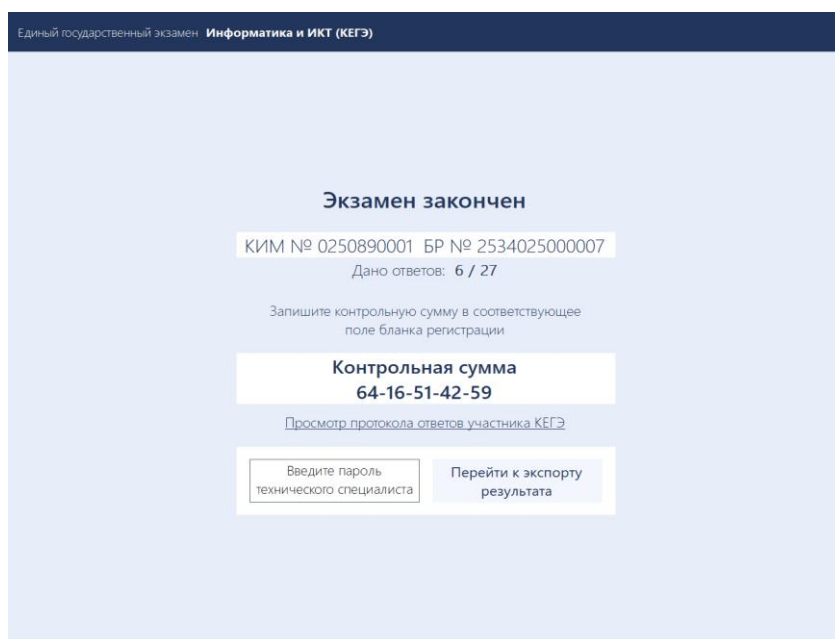 Единый государственный экзамен Информатика и ИКТ (КЕГЭ)
Экзамен закончен
КИМ № 0250890001 БР № 2534025000007
Дано ответов: 6 / 27
Запишите контрольную сумму в соответствующее
поле бланка регистрации
Контрольная сумма
64-16-51-42-59
Просмотр протокола ответов участника КЕГЭ
Введите пароль
технического специалиста
Перейти к экспорту
результата